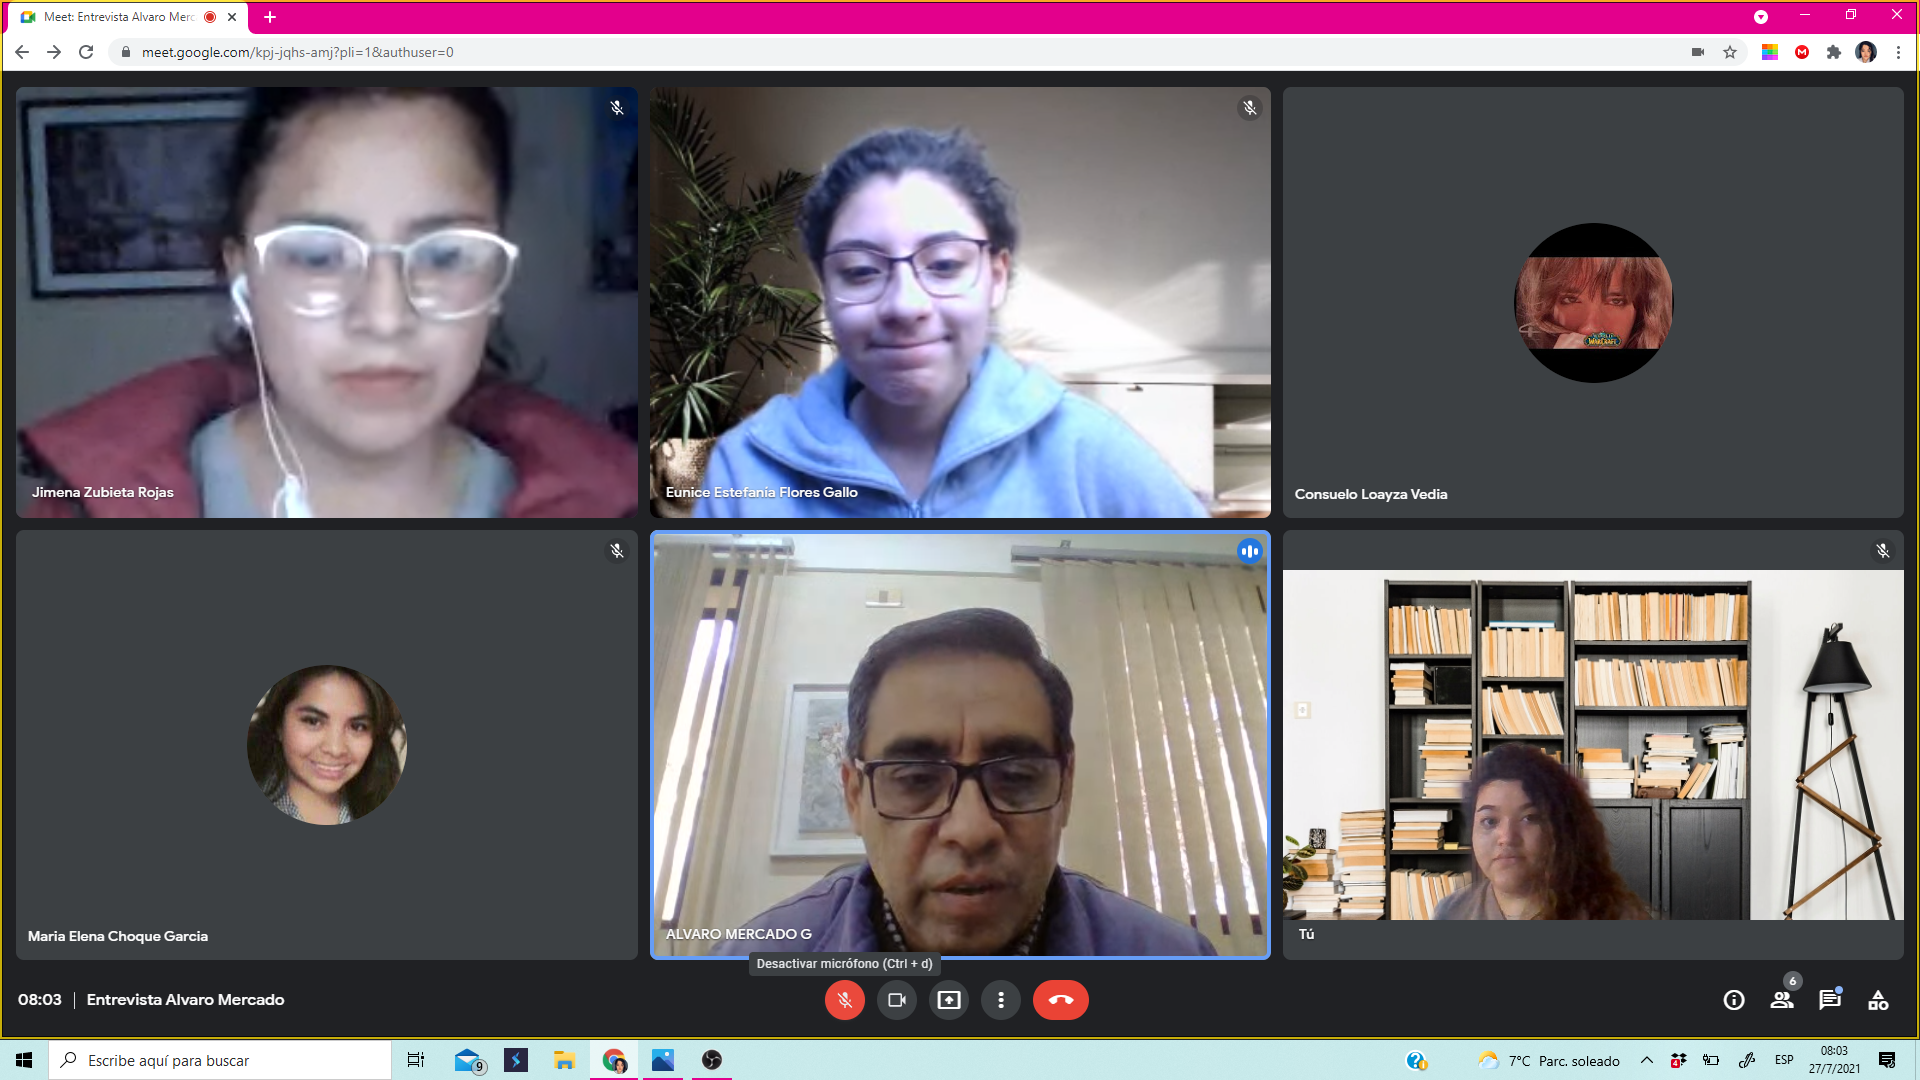 Meet: Entrevista Alvaro Merc
meet.google.com/kpj-jqhs-amj?pli=1&authuser=0
Jimena Zubieta Rojas
Eunice Estefania Flores Gallo
WARCRAFT
Consuelo Loayza Vedia
Maria Elena Choque Garcia
ALVARO MERCADO G
Tú
Desactivar micrófono (Ctrl + d)
08:03 | Entrevista Alvaro Mercado
6
Escribe aquí para buscar
9
7°C Parc. soleado
4
ESP
08:03
27/7/2021